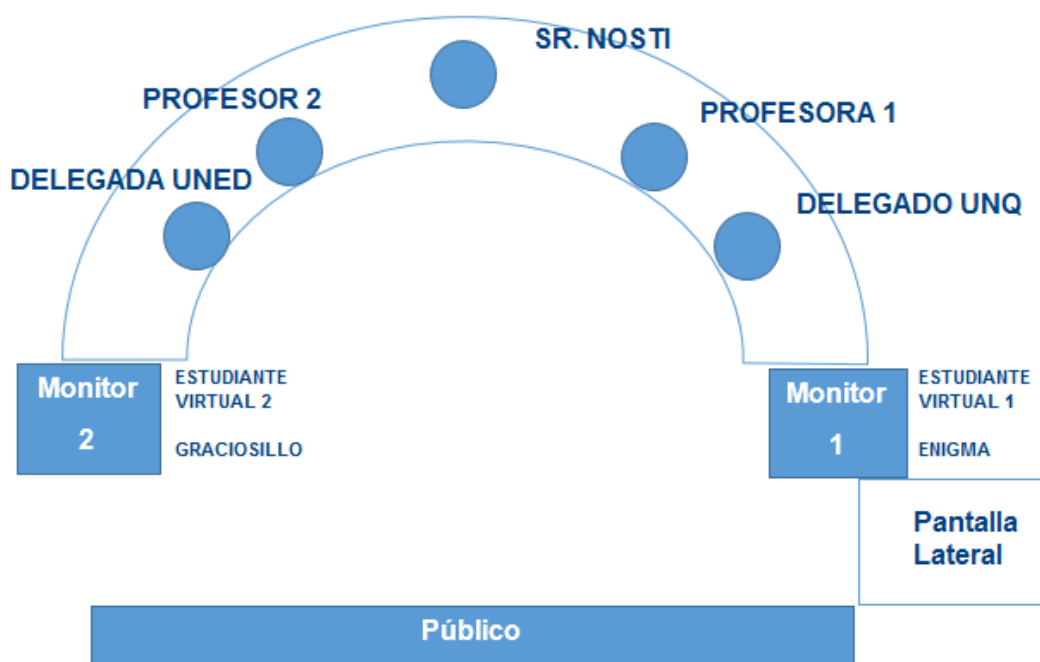 SR. NOSTI
PROFESOR 2
PROFESORA 1
DELEGADA UNED
DELEGADO UNQ
Monitor
2
ESTUDIANTE
VIRTUAL 2
GRACIOSILLO
Monitor
1
ESTUDIANTE
VIRTUAL 1
ENIGMA
Pantalla
Lateral
Público